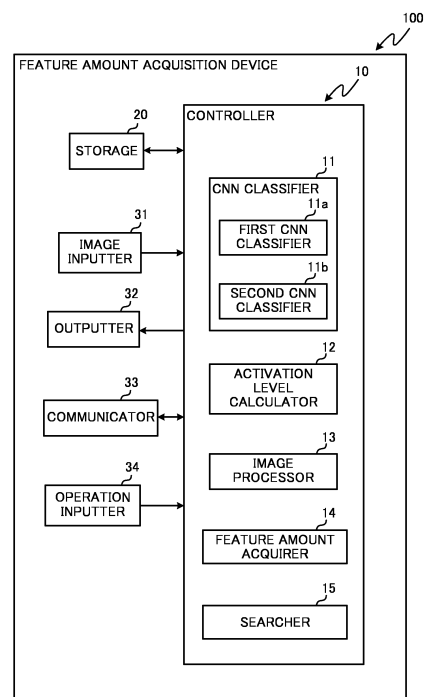 100
FEATURE AMOUNT ACQUISITION DEVICE
10
CONTROLLER
20
STORAGE
31
IMAGE
INPUTTER
32
OUTPUTTER
33
COMMUNICATOR
34
OPERATION
INPUTTER
11
CNN CLASSIFIER
11a
FIRST CNN
CLASSIFIER
11b
SECOND CNN
CLASSIFIER
12
ACTIVATION
LEVEL
CALCULATOR
13
IMAGE
PROCESSOR
14
FEATURE AMOUNT
ACQUIRER
15
SEARCHER